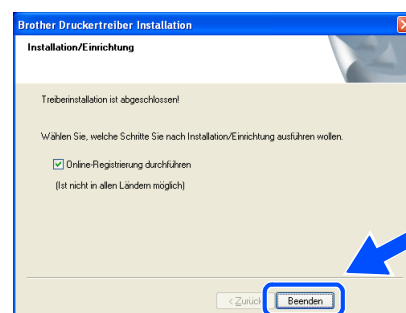 Brother Druckertreiber Installation
Installation/Einrichtung
Treiberinstallation ist abgeschlossen!
Wählen Sie, welche Schritte Sie nach Installation/Einrichtung ausführen wollen.
Online-Registrierung durchführen
(Ist nicht in allen Ländern möglich)
< Zurück Beenden